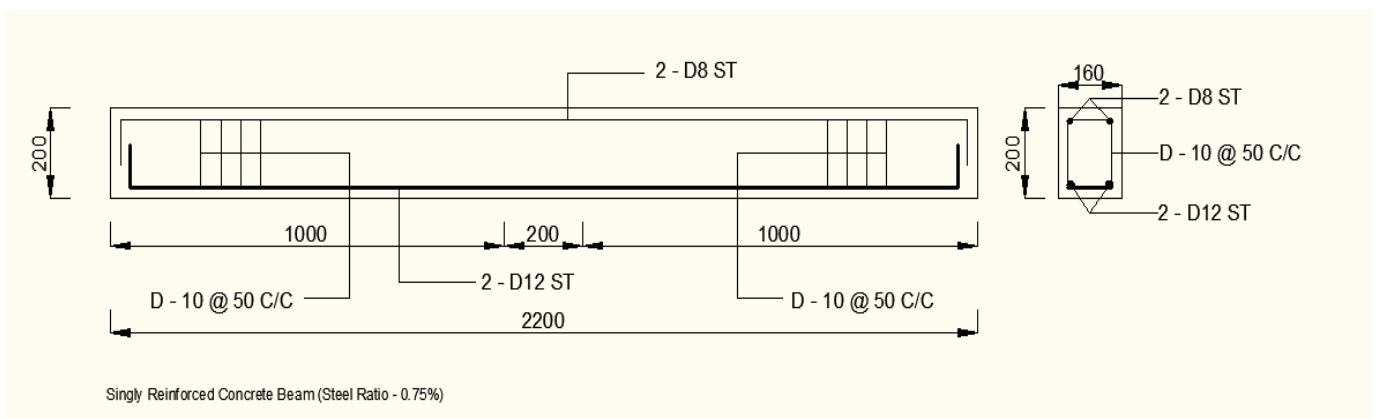 2 - D8 ST
160
2 - D8 ST
200
200
D - 10 @ 50 C/C
2 - D12 ST
1000
200
1000
2 - D12 ST
D - 10 @ 50 C/C
D - 10 @ 50 C/C
2200
Singly Reinforced Concrete Beam (Steel Ratio - 0.75%)